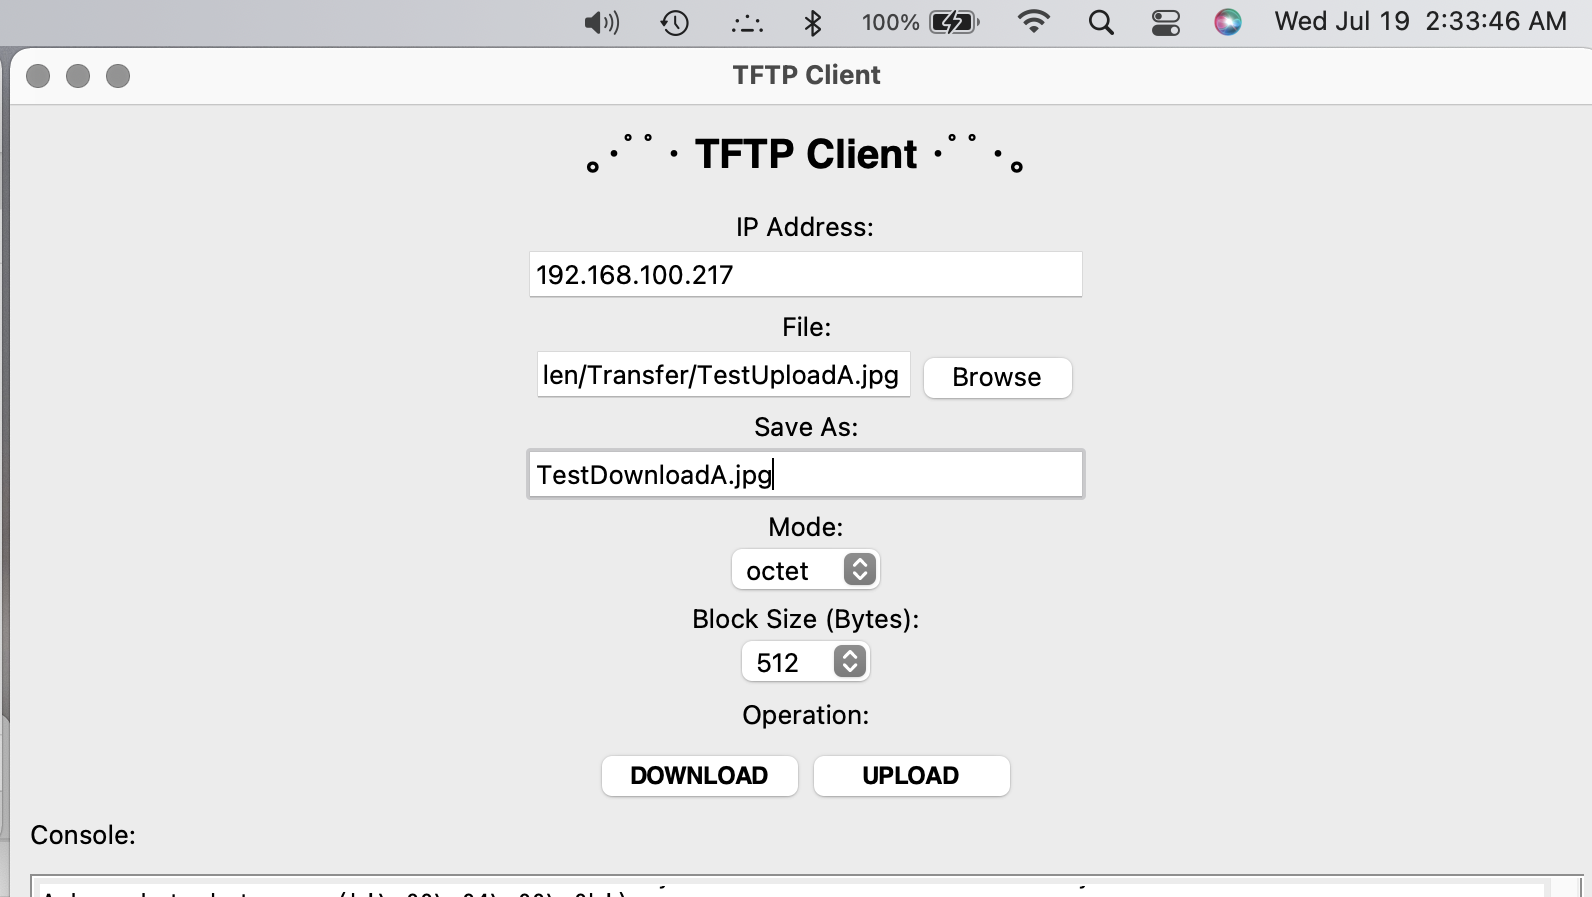 100% Wed Jul 19 2:33:46 AM
TFTP Client
｡･ﾟﾟ･ TFTP Client ･ﾟﾟ･｡
IP Address:
192.168.100.217
File:
len/Transfer/TestUploadA.jpg Browse
Save As:
TestDownloadA.jpg
Mode:
octet
Block Size (Bytes):
512
Operation:
DOWNLOAD UPLOAD
Console: